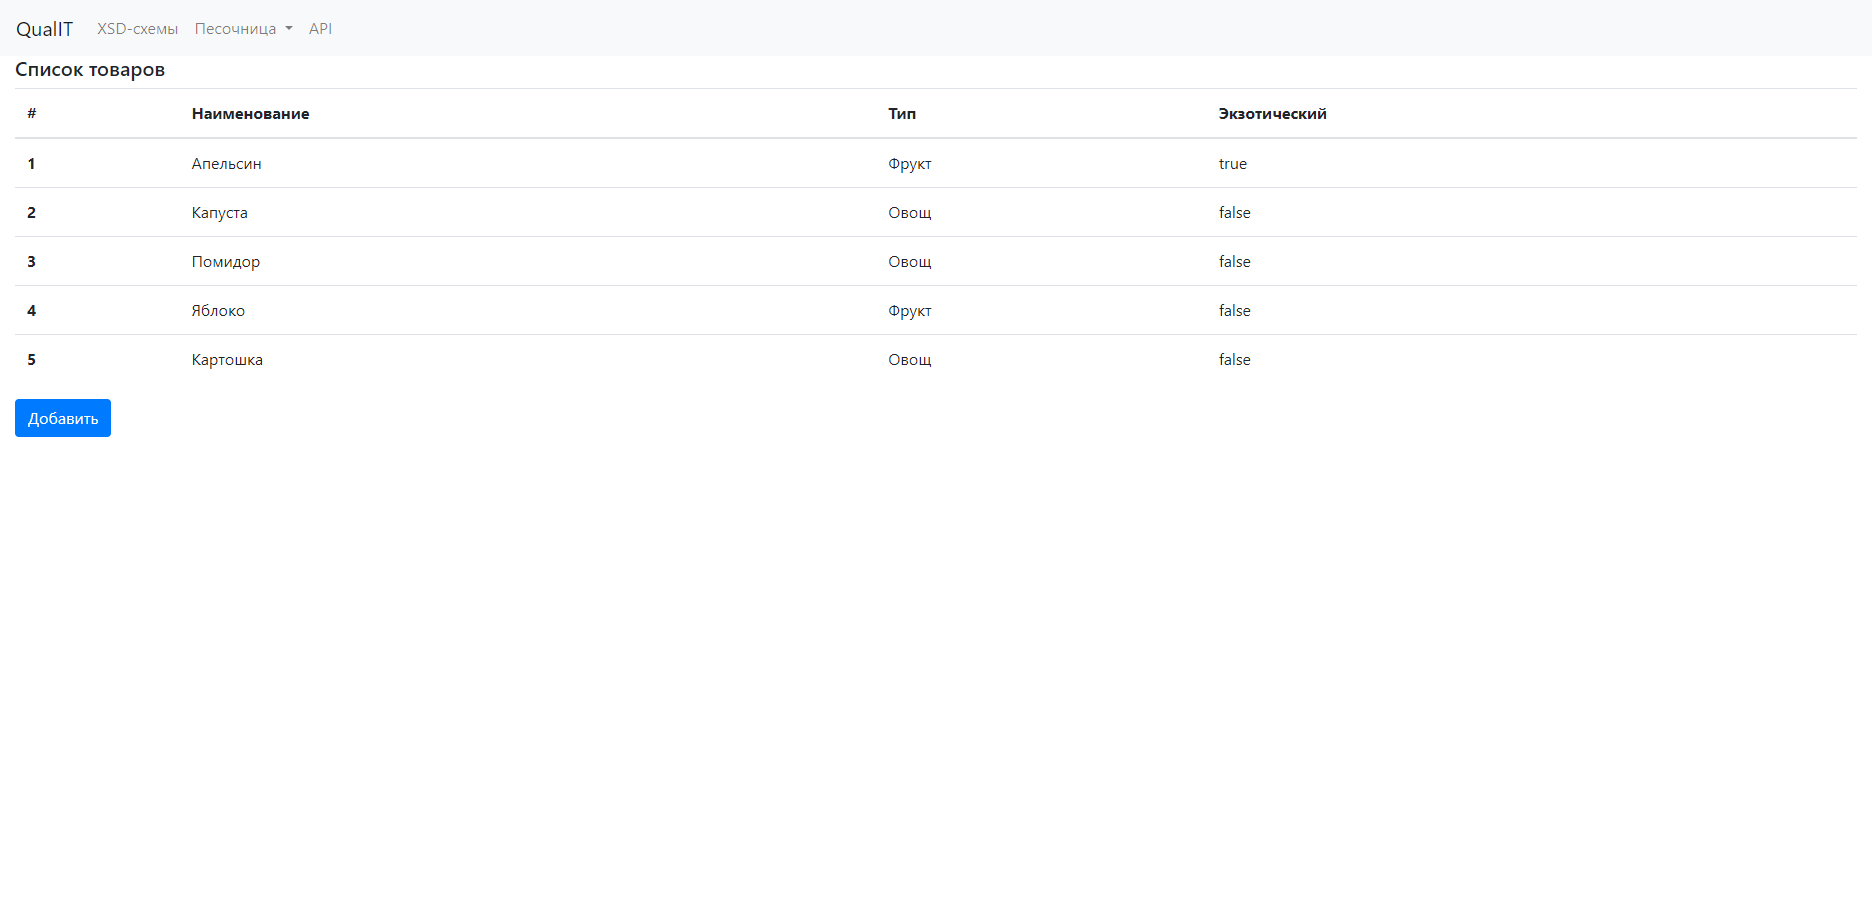 QualIT XSD-схемы Песочница API
Список товаров
# Наименование Тип Экзотический
1 Апельсин Фрукт true
2 Капуста Овощ false
3 Помидор Овощ false
4 Яблоко Фрукт false
5 Картошка Овощ false
Добавить